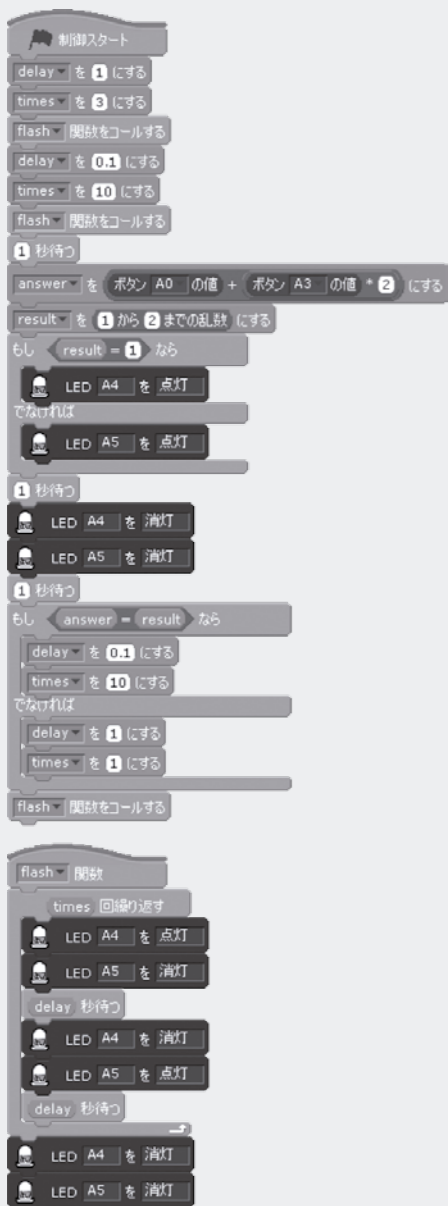 制御スタート
delay を 1 にする
times を 3 にする
flash 関数をコールする
delay を 0.1 にする
times を 10 にする
flash 関数をコールする
1 秒待つ
answer を ボタン A0 の値 + ボタン A3 の値 * 2 にする
result を 1 から 2 までの乱数 にする
もし result = 1 なら
LED A4 を 点灯
でなければ
LED A5 を 点灯
1 秒待つ
LED A4 を 消灯
LED A5 を 消灯
1 秒待つ
もし answer = result なら
delay を 0.1 にする
times を 10 にする
でなければ
delay を 1 にする
times を 1 にする
flash 関数をコールする
flash 関数
times 回繰り返す
LED A4 を 点灯
LED A5 を 消灯
delay 秒待つ
LED A4 を 消灯
LED A5 を 点灯
delay 秒待つ
LED A4 を 消灯
LED A5 を 消灯